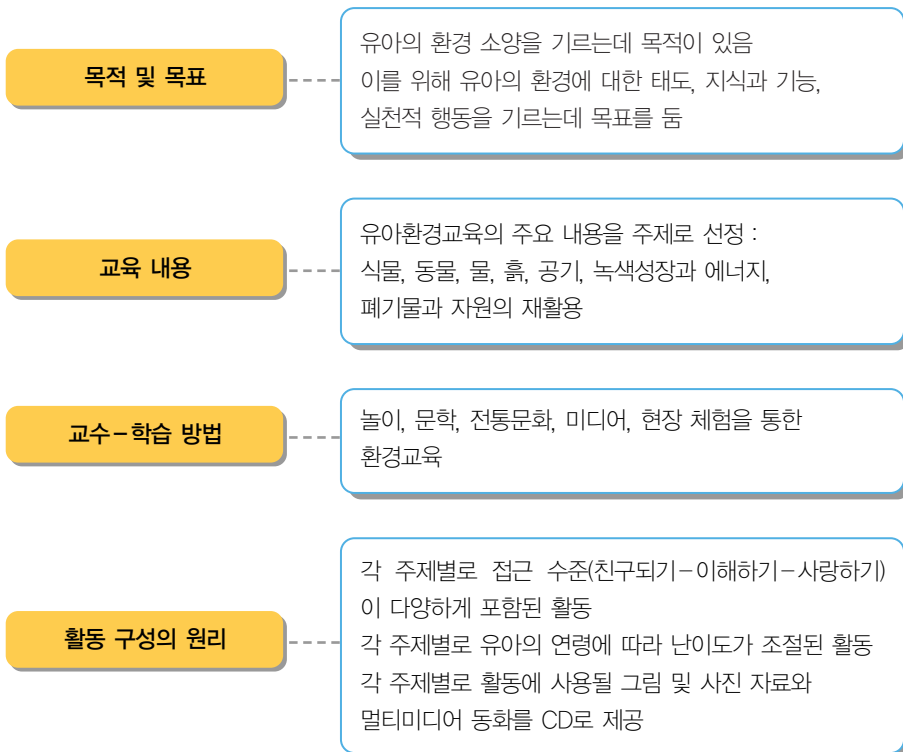 목적 및 목표
유아의 환경 소양을 기르는데 목적이 있음
이를 위해 유아의 환경에 대한 태도, 지식과 기능,
실천적 행동을 기르는데 목표를 둠
교육 내용
유아환경교육의 주요 내용을 주제로 선정 :
식물, 동물, 물, 흙, 공기, 녹색성장과 에너지,
폐기물과 자원의 재활용
교수-학습 방법
놀이, 문학, 전통문화, 미디어, 현장 체험을 통한
환경교육
활동 구성의 원리
각 주제별로 접근 수준(친구되기-이해하기-사랑하기)
이 다양하게 포함된 활동
각 주제별로 유아의 연령에 따라 난이도가 조절된 활동
각 주제별로 활동에 사용될 그림 및 사진 자료와
멀티미디어 동화를 CD로 제공